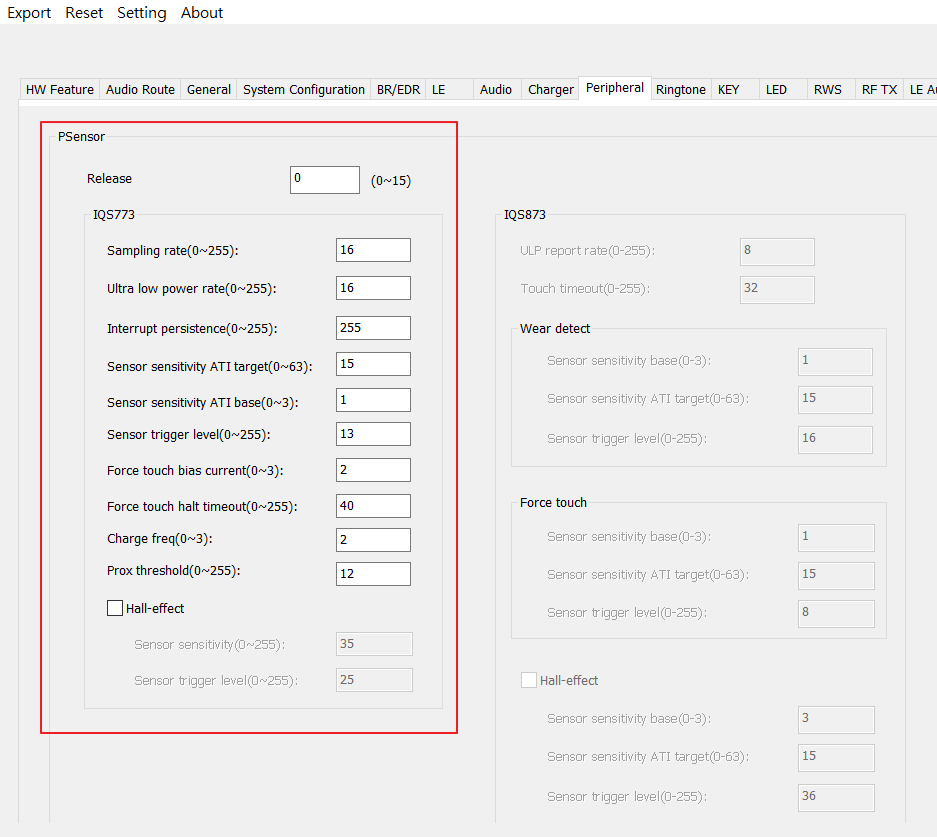 Export Reset Setting About
HW Feature Audio Route General System Configuration BR/EDR LE Audio Charger Peripheral Ringtone KEY LED RWS RF TX LE Au
PSensor
Release 0 (0~15)
IQS773
Sampling rate(0~255): 16
Ultra low power rate(0~255): 16
Interrupt persistence(0~255): 255
Sensor sensitivity ATI target(0~63): 15
Sensor sensitivity ATI base(0~3): 1
Sensor trigger level(0~255): 13
Force touch bias current(0~3): 2
Force touch halt timeout(0~255): 40
Charge freq(0~3): 2
Prox threshold(0~255): 12
Hall-effect
Sensor sensitivity(0~255): 35
Sensor trigger level(0~255): 25
IQS873
ULP report rate(0-255): 8
Touch timeout(0-255): 32
Wear detect
Sensor sensitivity base(0-3): 1
Sensor sensitivity ATI target(0-63): 15
Sensor trigger level(0-255): 16
Force touch
Sensor sensitivity base(0-3): 1
Sensor sensitivity ATI target(0-63): 15
Sensor trigger level(0-255): 8
Hall-effect
Sensor sensitivity base(0-3): 3
Sensor sensitivity ATI target(0-63): 15
Sensor trigger level(0-255): 36